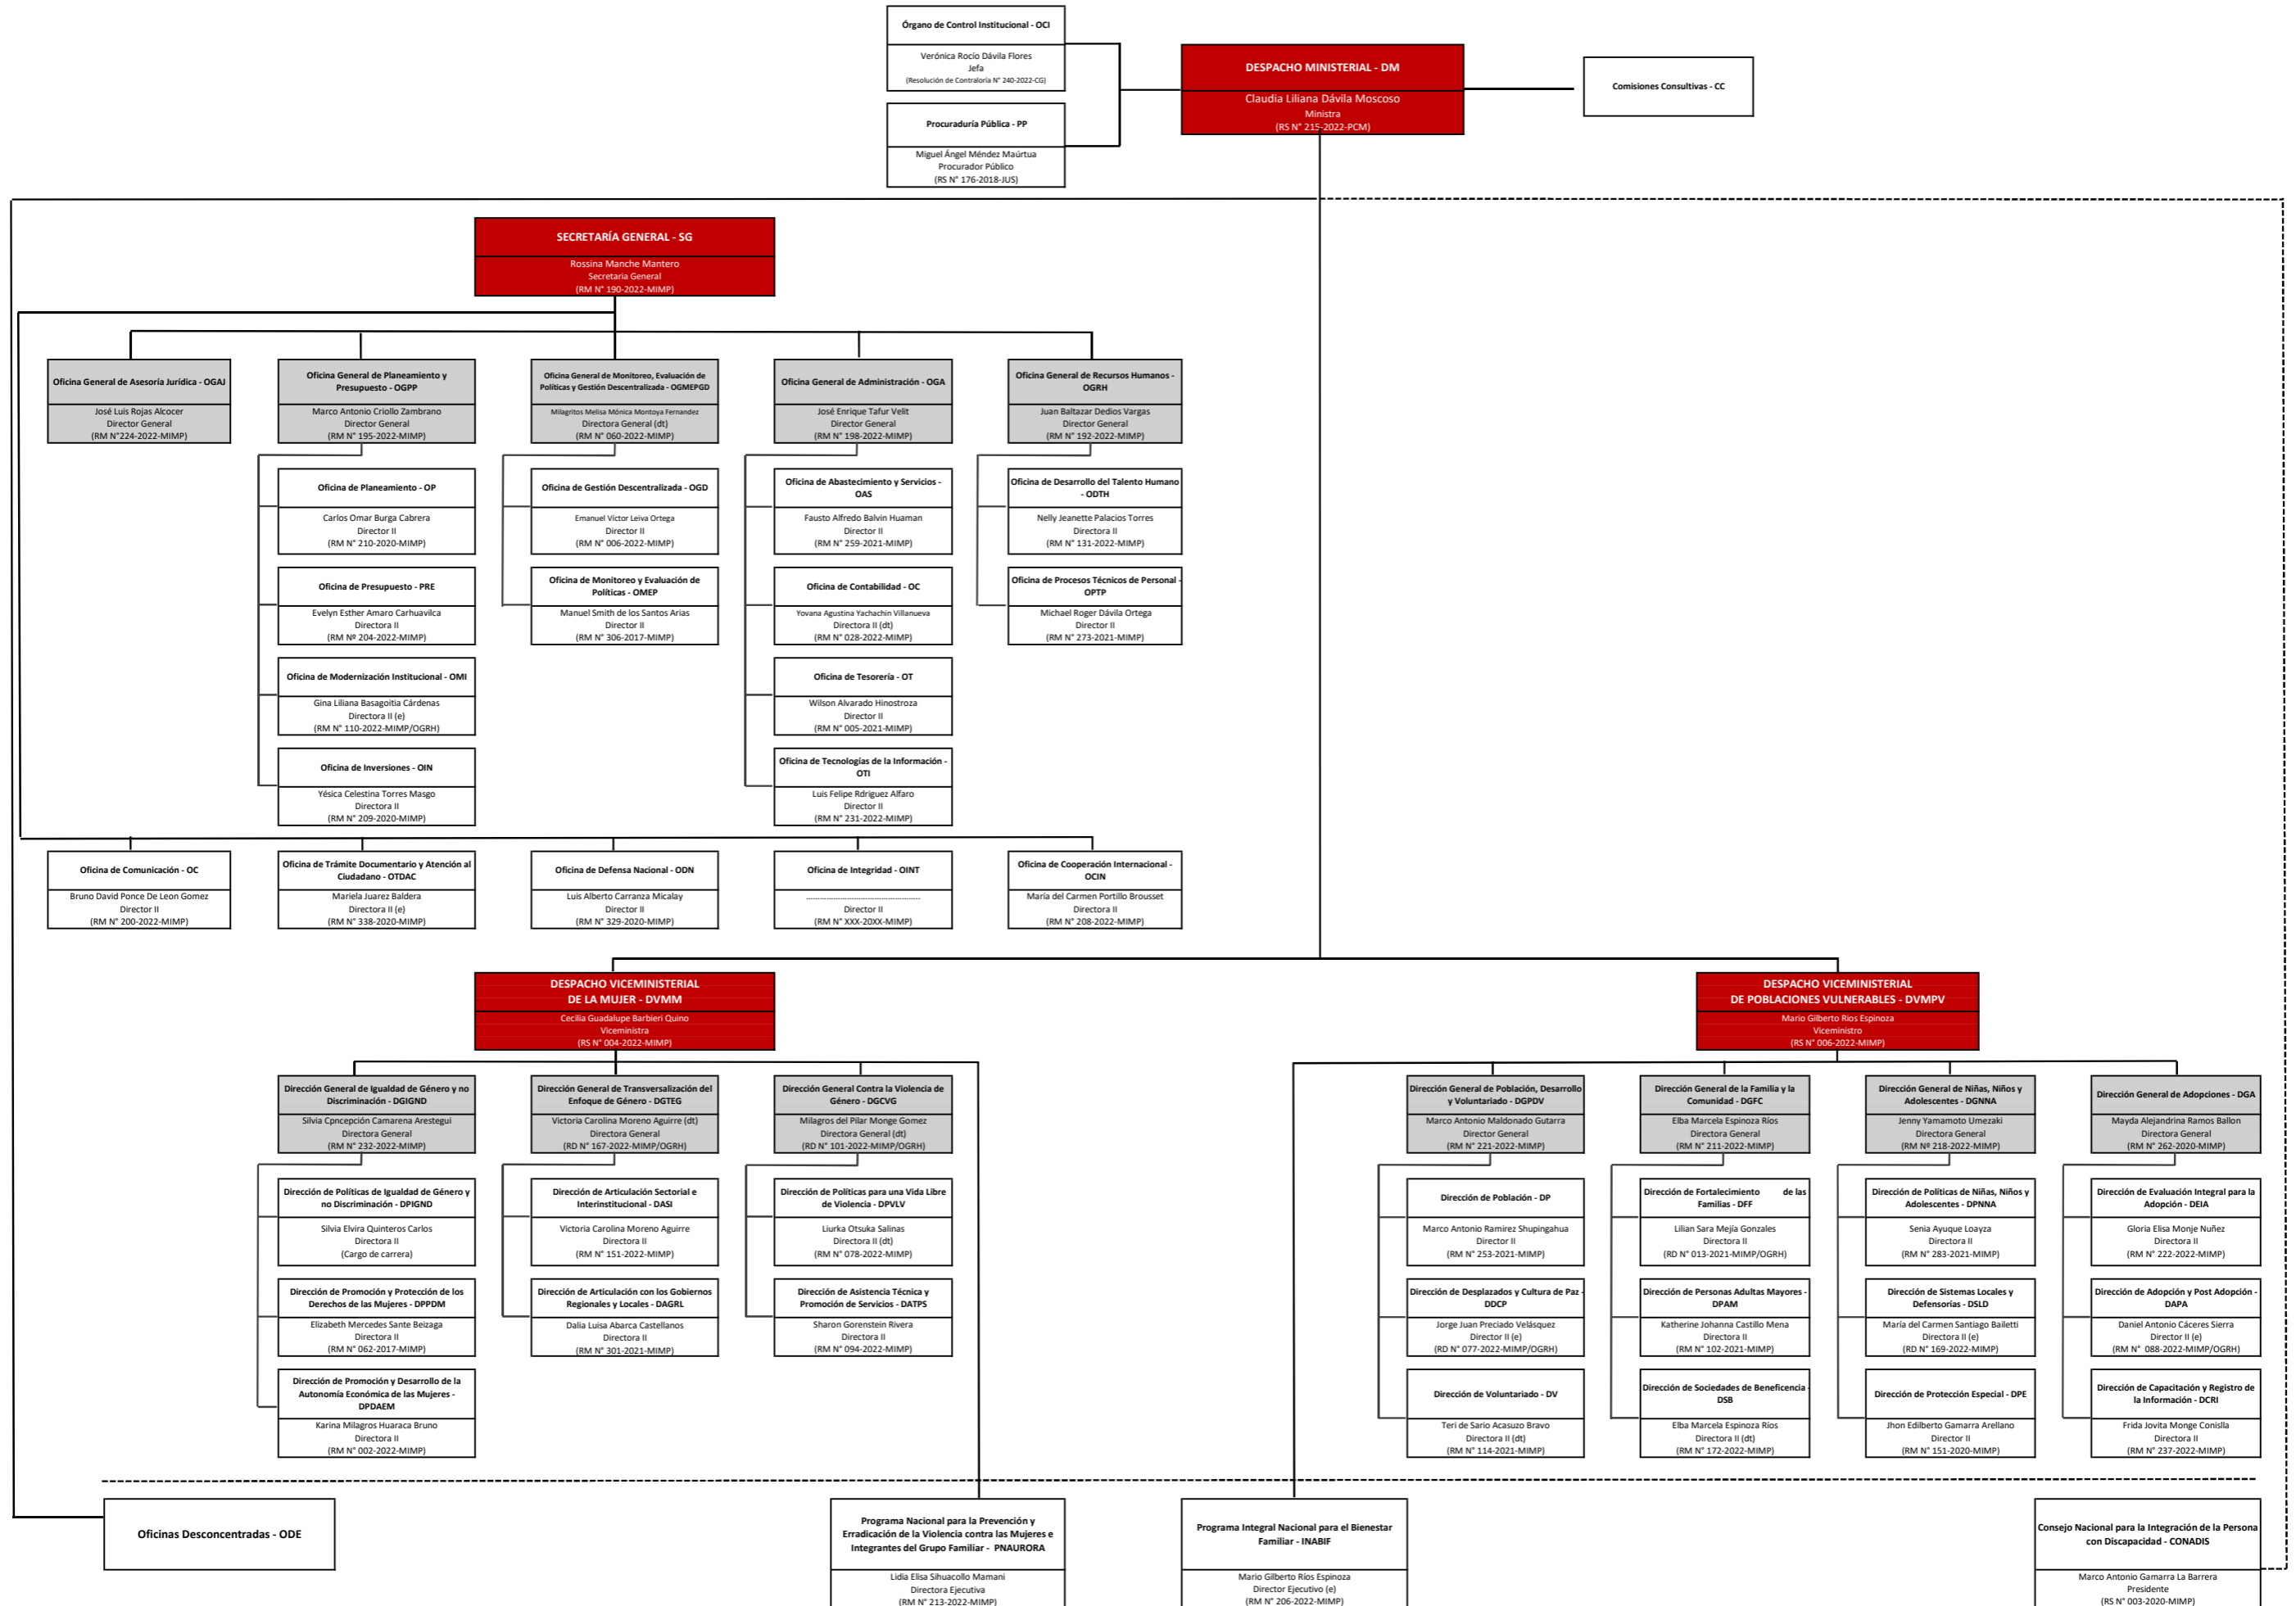 Órgano de Control Institucional - OCI
Verónica Rocío Dávila Flores
Jefa
(Resolución de Contraloría N° 240-2022-CG)
DESPACHO MINISTERIAL - DM
Claudia Liliana Dávila Moscoso
Ministra
(RS N° 215-2022-PCM)
Comisiones Consultivas - CC
Procuraduría Pública - PP
Miguel Ángel Méndez Maúrtua
Procurador Público
(RS N° 176-2018-JUS)
SECRETARÍA GENERAL - SG
Rossina Manche Mantero
Secretaria General
(RM N° 190-2022-MIMP)
Oficina General de Asesoría Jurídica - OGAJ
José Luis Rojas Alcocer
Director General
(RM N°224-2022-MIMP)
Oficina General de Planeamiento y
Presupuesto - OGPP
Marco Antonio Criollo Zambrano
Director General
(RM N° 195-2022-MIMP)
Oficina General de Monitoreo, Evaluación de
Políticas y Gestión Descentralizada - OGMEPGD
Milagritos Melisa Mónica Montoya Fernandez
Directora General (dt)
(RM N° 060-2022-MIMP)
Oficina General de Administración - OGA
José Enrique Tafur Velit
Director General
(RM N° 198-2022-MIMP)
Oficina General de Recursos Humanos -
OGRH
Juan Baltazar Dedios Vargas
Director General
(RM N° 192-2022-MIMP)
Oficina de Planeamiento - OP
Carlos Omar Burga Cabrera
Director II
(RM N° 210-2020-MIMP)
Oficina de Gestión Descentralizada - OGD
Emanuel Víctor Leiva Ortega
Director II
(RM N° 006-2022-MIMP)
Oficina de Abastecimiento y Servicios -
OAS
Fausto Alfredo Balvin Huaman
Director II
(RM N° 259-2021-MIMP)
Oficina de Desarrollo del Talento Humano
- ODTH
Nelly Jeanette Palacios Torres
Directora II
(RM N° 131-2022-MIMP)
Oficina de Presupuesto - PRE
Evelyn Esther Amaro Carhuavilca
Directora II
(RM Nº 204-2022-MIMP)
Oficina de Monitoreo y Evaluación de
Políticas - OMEP
Manuel Smith de los Santos Arias
Director II
(RM N° 306-2017-MIMP)
Oficina de Contabilidad - OC
Yovana Agustina Yachachin Villanueva
Directora II (dt)
(RM N° 028-2022-MIMP)
Oficina de Procesos Técnicos de Personal -
OPTP
Michael Roger Dávila Ortega
Director II
(RM N° 273-2021-MIMP)
Oficina de Modernización Institucional - OMI
Gina Liliana Basagoitia Cárdenas
Directora II (e)
(RM N° 110-2022-MIMP/OGRH)
Oficina de Tesorería - OT
Wilson Alvarado Hinostroza
Director II
(RM N° 005-2021-MIMP)
Oficina de Inversiones - OIN
Yésica Celestina Torres Masgo
Directora II
(RM N° 209-2020-MIMP)
Oficina de Tecnologías de la Información -
OTI
Luis Felipe Rdriguez Alfaro
Director II
(RM N° 231-2022-MIMP)
Oficina de Comunicación - OC
Bruno David Ponce De Leon Gomez
Director II
(RM N° 200-2022-MIMP)
Oficina de Trámite Documentario y Atención al
Ciudadano - OTDAC
Mariela Juarez Baldera
Directora II (e)
(RM N° 338-2020-MIMP)
Oficina de Defensa Nacional - ODN
Luis Alberto Carranza Micalay
Director II
(RM N° 329-2020-MIMP)
Oficina de Integridad - OINT
................................................
Director II
(RM N° XXX-20XX-MIMP)
Oficina de Cooperación Internacional -
OCIN
María del Carmen Portillo Brousset
Directora II
(RM N° 208-2022-MIMP)
DESPACHO VICEMINISTERIAL
DE LA MUJER - DVMM
Cecilia Guadalupe Barbieri Quino
Viceministra
(RS N° 004-2022-MIMP)
DESPACHO VICEMINISTERIAL
DE POBLACIONES VULNERABLES - DVMPV
Mario Gilberto Rios Espinoza
Viceministro
(RS N° 006-2022-MIMP)
Dirección General de Igualdad de Género y no
Discriminación - DGIGND
Silvia Cpncepción Camarena Arestegui
Directora General
(RM N° 232-2022-MIMP)
Dirección General de Transversalización del
Enfoque de Género - DGTEG
Victoria Carolina Moreno Aguirre (dt)
Directora General
(RD N° 167-2022-MIMP/OGRH)
Dirección General Contra la Violencia de
Género - DGCVG
Milagros del Pilar Monge Gomez
Directora General (dt)
(RD N° 101-2022-MIMP/OGRH)
Dirección General de Población, Desarrollo
y Voluntariado - DGPDV
Marco Antonio Maldonado Gutarra
Director General
(RM N° 221-2022-MIMP)
Dirección General de la Familia y la
Comunidad - DGFC
Elba Marcela Espinoza Ríos
Directora General
(RM N° 211-2022-MIMP)
Dirección General de Niñas, Niños y
Adolescentes - DGNNA
Jenny Yamamoto Umezaki
Directora General
(RM Nº 218-2022-MIMP)
Dirección General de Adopciones - DGA
Mayda Alejandrina Ramos Ballon
Directora General
(RM N° 262-2020-MIMP)
Dirección de Políticas de Igualdad de Género y
no Discriminación - DPIGND
Silvia Elvira Quinteros Carlos
Directora II
(Cargo de carrera)
Dirección de Articulación Sectorial e
Interinstitucional - DASI
Victoria Carolina Moreno Aguirre
Directora II
(RM N° 151-2022-MIMP)
Dirección de Políticas para una Vida Libre
de Violencia - DPVLV
Liurka Otsuka Salinas
Directora II (dt)
(RM N° 078-2022-MIMP)
Dirección de Población - DP
Marco Antonio Ramirez Shupingahua
Director II
(RM N° 253-2021-MIMP)
Dirección de Fortalecimiento de las
Familias - DFF
Lilian Sara Mejía Gonzales
Directora II
(RD N° 013-2021-MIMP/OGRH)
Dirección de Políticas de Niñas, Niños y
Adolescentes - DPNNA
Senia Ayuque Loayza
Directora II
(RM N° 283-2021-MIMP)
Dirección de Evaluación Integral para la
Adopción - DEIA
Gloria Elisa Monje Nuñez
Directora II
(RM N° 222-2022-MIMP)
Dirección de Promoción y Protección de los
Derechos de las Mujeres - DPPDM
Elizabeth Mercedes Sante Beizaga
Directora II
(RM N° 062-2017-MIMP)
Dirección de Articulación con los Gobiernos
Regionales y Locales - DAGRL
Dalia Luisa Abarca Castellanos
Directora II
(RM N° 301-2021-MIMP)
Dirección de Asistencia Técnica y
Promoción de Servicios - DATPS
Sharon Gorenstein Rivera
Directora II
(RM N° 094-2022-MIMP)
Dirección de Desplazados y Cultura de Paz -
DDCP
Jorge Juan Preciado Velásquez
Director II (e)
(RD N° 077-2022-MIMP/OGRH)
Dirección de Personas Adultas Mayores -
DPAM
Katherine Johanna Castillo Mena
Directora II
(RM N° 102-2021-MIMP)
Dirección de Sistemas Locales y
Defensorías - DSLD
María del Carmen Santiago Bailetti
Directora II (e)
(RD N° 169-2022-MIMP)
Dirección de Adopción y Post Adopción -
DAPA
Daniel Antonio Cáceres Sierra
Director II (e)
(RM N° 088-2022-MIMP/OGRH)
Dirección de Promoción y Desarrollo de la
Autonomía Económica de las Mujeres -
DPDAEM
Karina Milagros Huaraca Bruno
Directora II
(RM N° 002-2022-MIMP)
Dirección de Voluntariado - DV
Teri de Sario Acasuzo Bravo
Directora II (dt)
(RM N° 114-2021-MIMP)
Dirección de Sociedades de Beneficencia -
DSB
Elba Marcela Espinoza Ríos
Directora II (dt)
(RM N° 172-2022-MIMP)
Dirección de Protección Especial - DPE
Jhon Edilberto Gamarra Arellano
Director II
(RM N° 151-2020-MIMP)
Dirección de Capacitación y Registro de
la Información - DCRI
Frida Jovita Monge Conislla
Directora II
(RM N° 237-2022-MIMP)
Oficinas Desconcentradas - ODE
Programa Nacional para la Prevención y
Erradicación de la Violencia contra las Mujeres e
Integrantes del Grupo Familiar - PNAURORA
Lidia Elisa Sihuacollo Mamani
Directora Ejecutiva
(RM N° 213-2022-MIMP)
Programa Integral Nacional para el Bienestar
Familiar - INABIF
Mario Gilberto Ríos Espinoza
Director Ejecutivo (e)
(RM N° 206-2022-MIMP)
Consejo Nacional para la Integración de la Persona
con Discapacidad - CONADIS
Marco Antonio Gamarra La Barrera
Presidente
(RS N° 003-2020-MIMP)